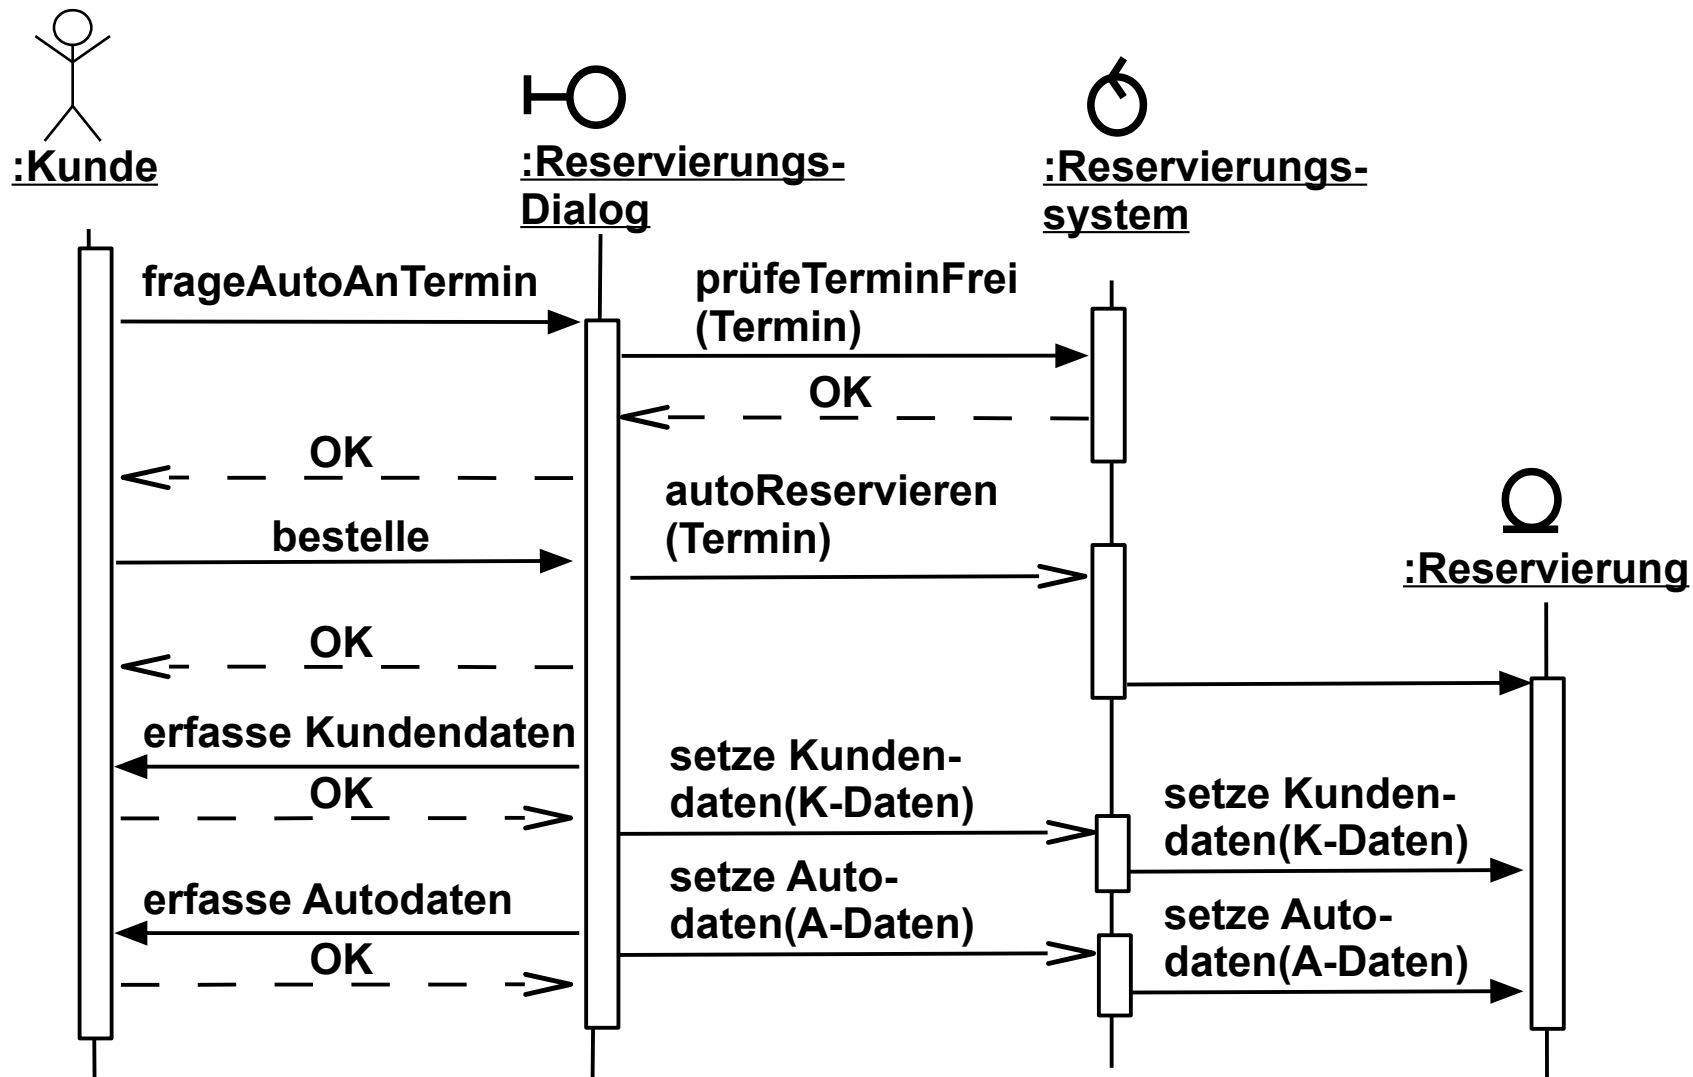 :Kunde
:Reservierungs-
Dialog
:Reservierungs-
system
frageAutoAnTermin
prüfeTerminFrei
(Termin)
OK
OK
autoReservieren
(Termin)
bestelle
:Reservierung
OK
erfasse Kundendaten
setze Kunden-
daten(K-Daten)
OK
setze Kunden-
daten(K-Daten)
erfasse Autodaten
setze Auto-
daten(A-Daten)
OK
setze Auto-
daten(A-Daten)